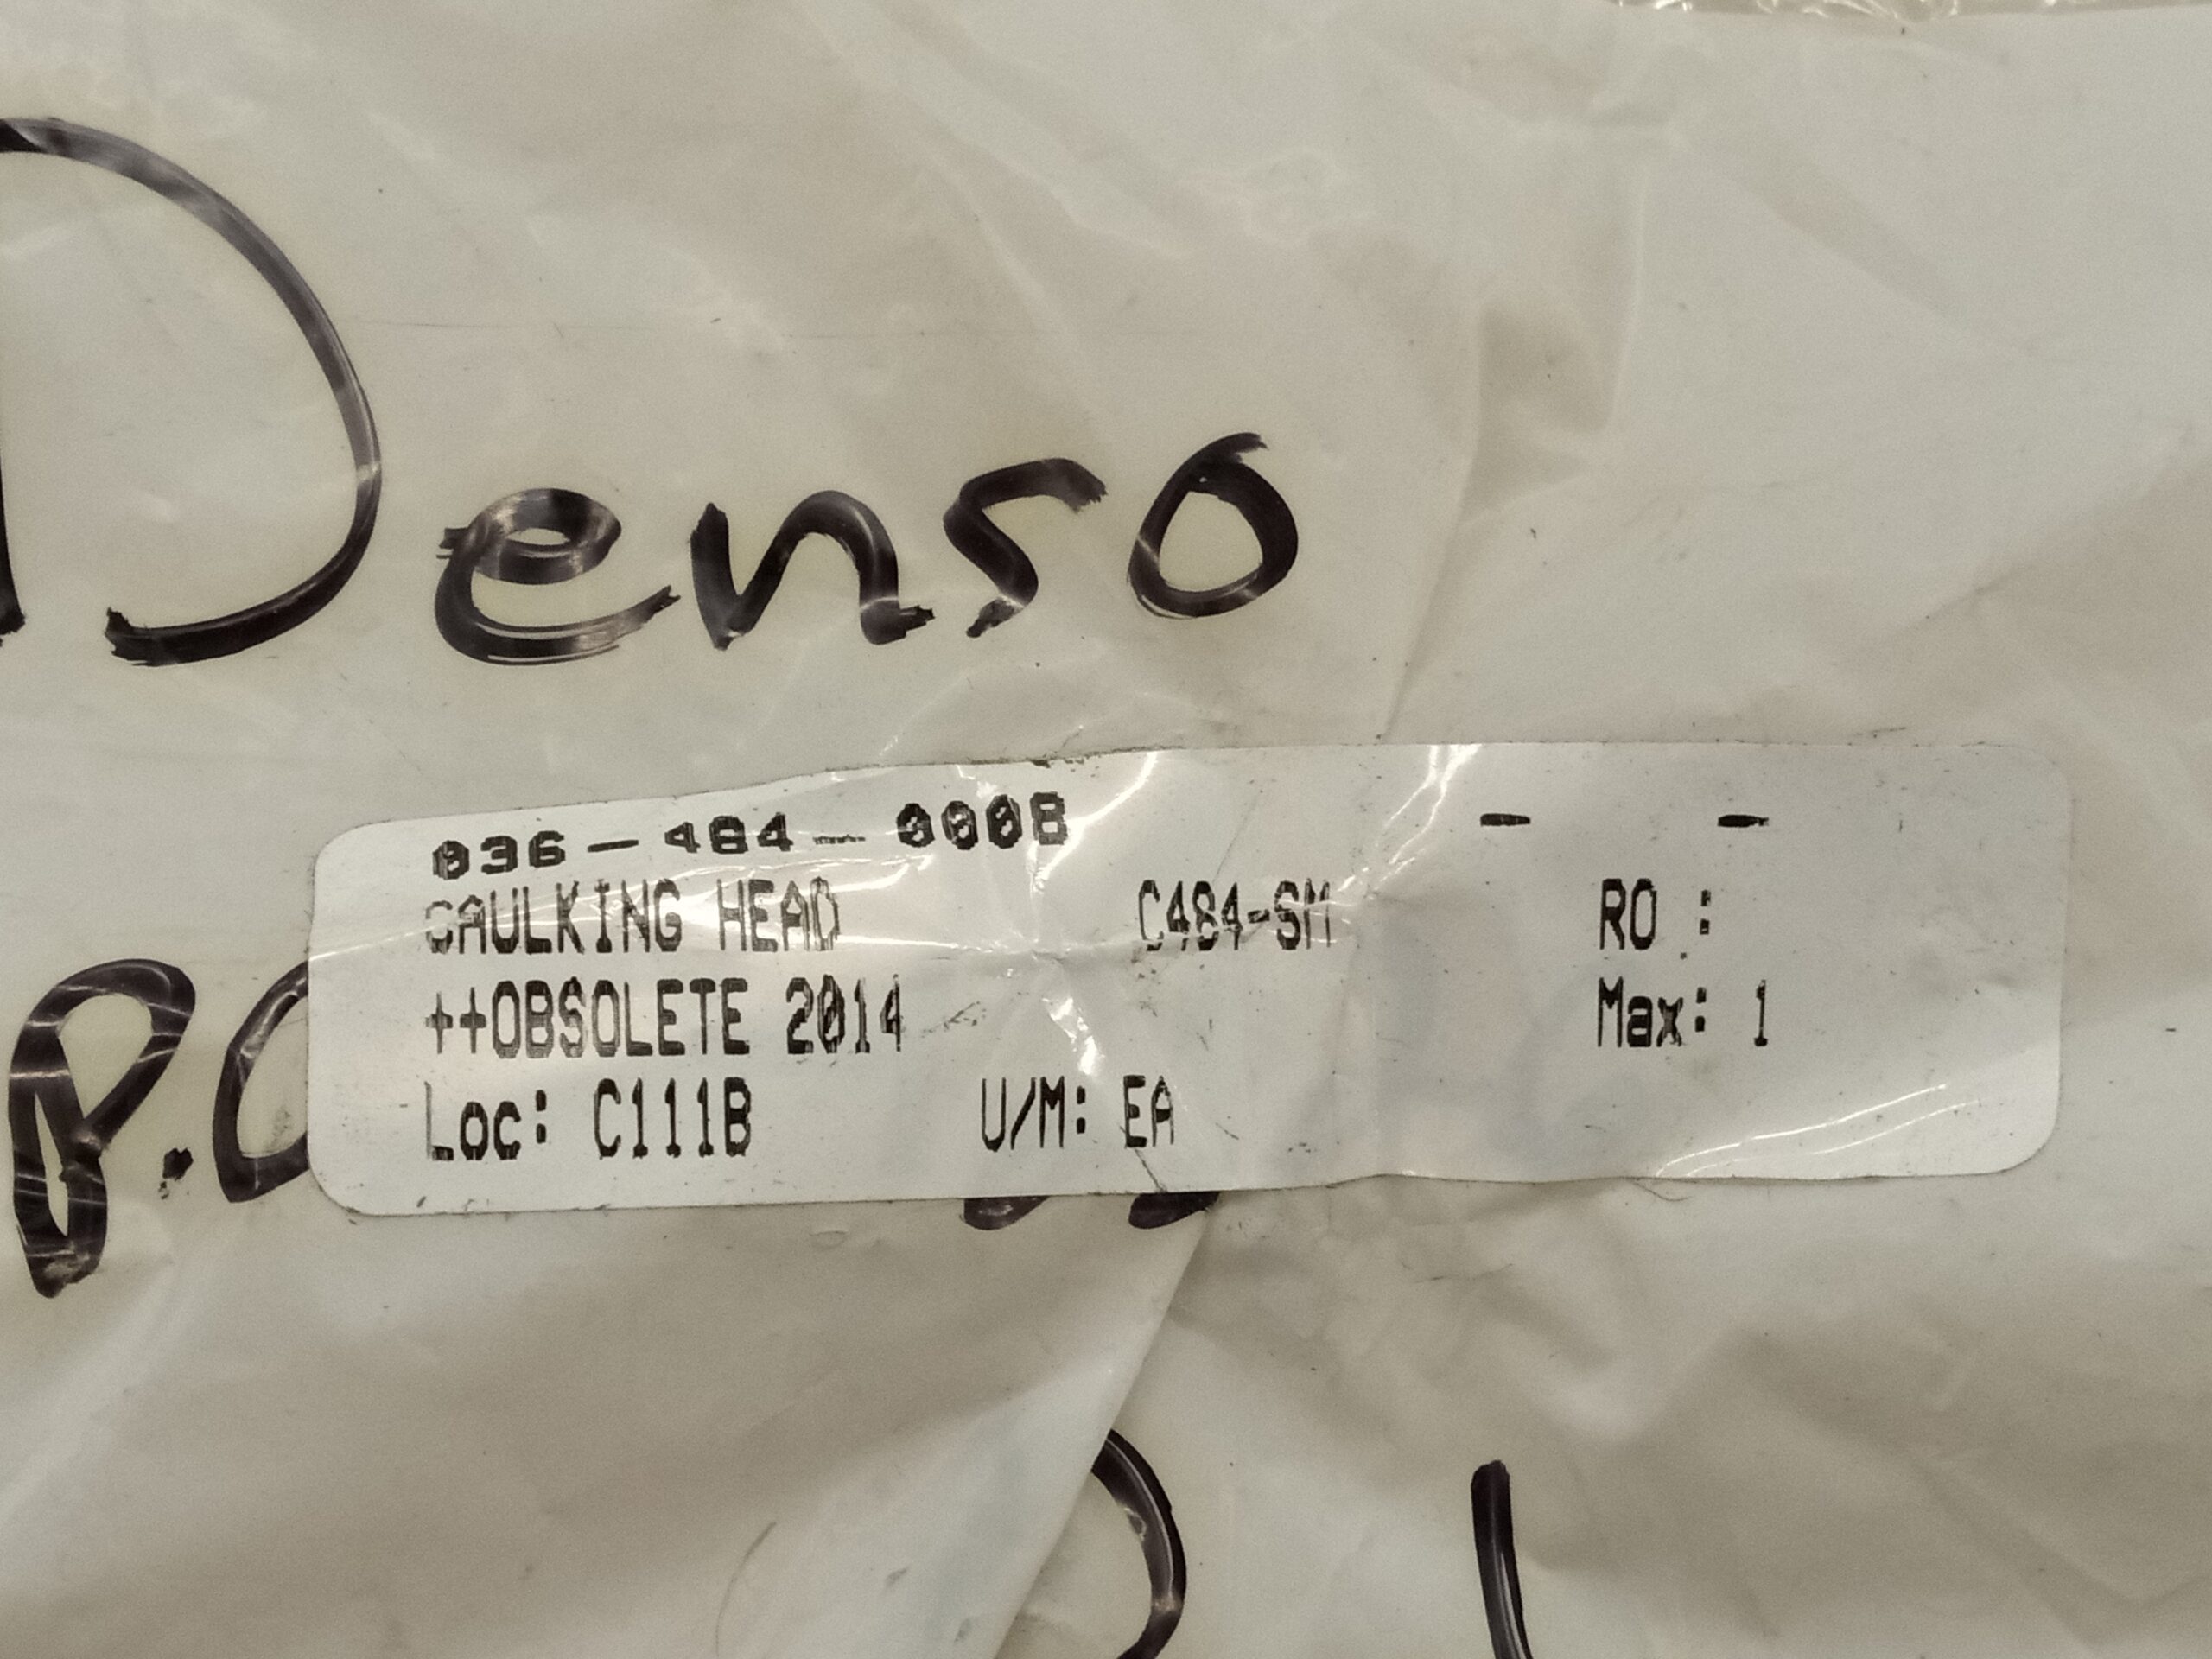 Denso
036-484-0008 - -
CAULKING HEAD C484-SM RO :
++OBSOLETE 2014 Max: 1
Loc: C111B U/M: EA